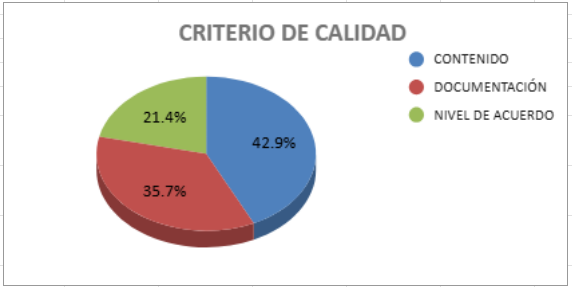 CRITERIO DE CALIDAD
CONTENIDO
DOCUMENTACIÓN
NIVEL DE ACUERDO
21.4%
42.9%
35.7%